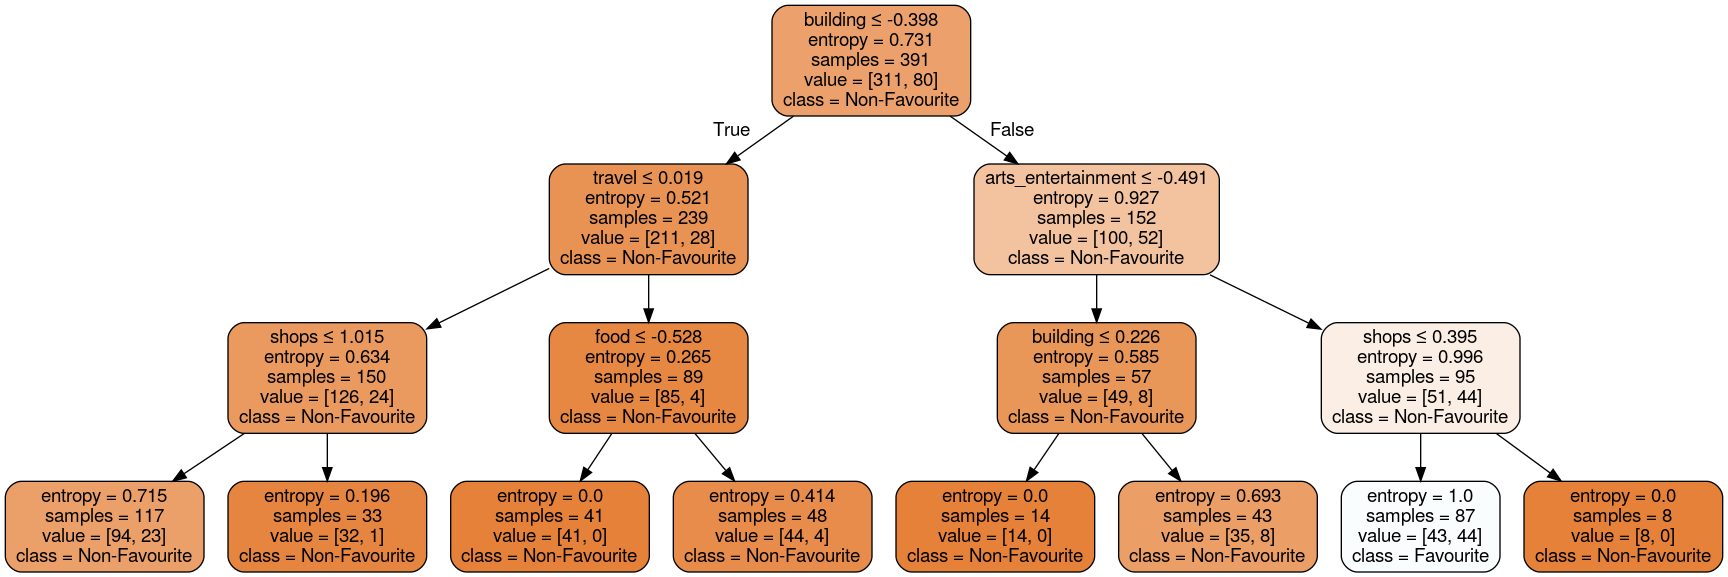 building ≤ -0.398
entropy = 0.731
samples = 391
value = [311, 80]
class = Non-Favourite
True
False
travel ≤ 0.019
entropy = 0.521
samples = 239
value = [211, 28]
class = Non-Favourite
arts_entertainment ≤ -0.491
entropy = 0.927
samples = 152
value = [100, 52]
class = Non-Favourite
shops ≤ 1.015
entropy = 0.634
samples = 150
value = [126, 24]
class = Non-Favourite
food ≤ -0.528
entropy = 0.265
samples = 89
value = [85, 4]
class = Non-Favourite
building ≤ 0.226
entropy = 0.585
samples = 57
value = [49, 8]
class = Non-Favourite
shops ≤ 0.395
entropy = 0.996
samples = 95
value = [51, 44]
class = Non-Favourite
entropy = 0.715
samples = 117
value = [94, 23]
class = Non-Favourite
entropy = 0.196
samples = 33
value = [32, 1]
class = Non-Favourite
entropy = 0.0
samples = 41
value = [41, 0]
class = Non-Favourite
entropy = 0.414
samples = 48
value = [44, 4]
class = Non-Favourite
entropy = 0.0
samples = 14
value = [14, 0]
class = Non-Favourite
entropy = 0.693
samples = 43
value = [35, 8]
class = Non-Favourite
entropy = 1.0
samples = 87
value = [43, 44]
class = Favourite
entropy = 0.0
samples = 8
value = [8, 0]
class = Non-Favourite